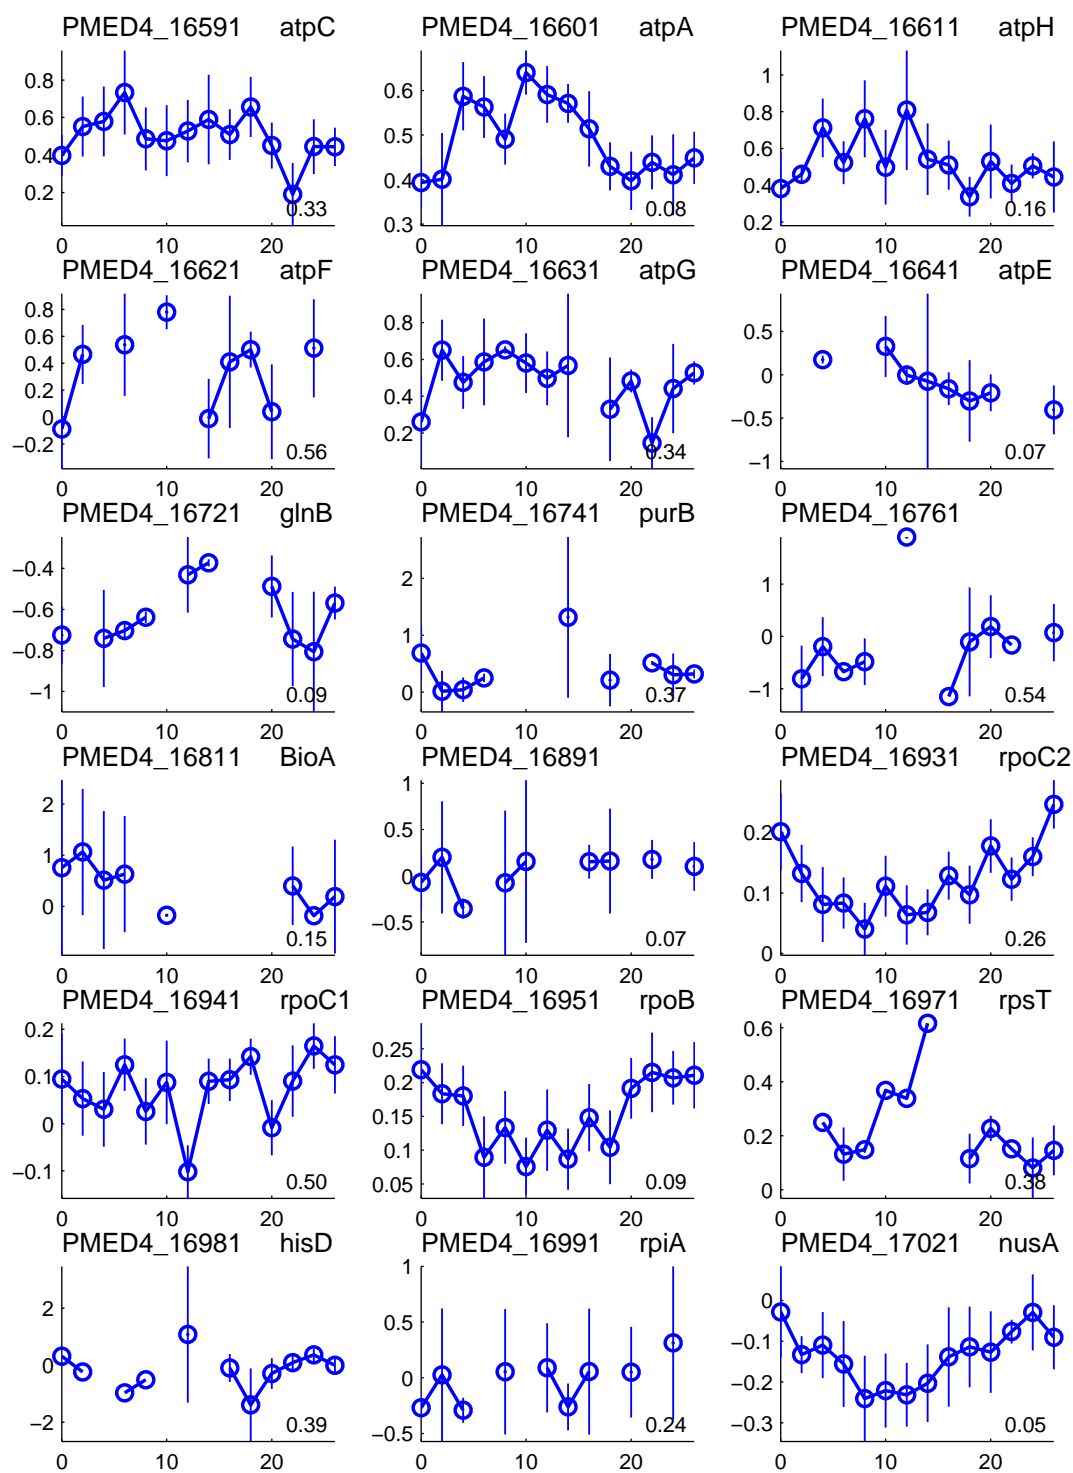 PMED4_16591 atpC PMED4_16601 atpA PMED4_16611 atpH
0.8 0.6 0.4 0.2 0.33 0 10 20
0.6 0.5 0.4 0.3 0.08 0 10 20
1 0.8 0.6 0.4 0.2 0.16 0 10 20
PMED4_16621 atpF PMED4_16631 atpG PMED4_16641 atpE
0.8 0.6 0.4 0.2 0 −0.2 0.56 0 10 20
0.8 0.6 0.4 0.2 0.34 0 10 20
0.5 0 −0.5 −1 0.07 0 10 20
PMED4_16721 glnB PMED4_16741 purB PMED4_16761
−0.4 −0.6 −0.8 −1 0.09 0 10 20
2 1 0 0.37 0 10 20
1 0 −1 0.54 0 10 20
PMED4_16811 BioA PMED4_16891 PMED4_16931 rpoC2
2 1 0 0.15 0 10 20
1 0.5 0 −0.5 0.07 0 10 20
0.2 0.1 0 0.26 0 10 20
PMED4_16941 rpoC1 PMED4_16951 rpoB PMED4_16971 rpsT
0.2 0.1 0 −0.1 0.50 0 10 20
0.25 0.2 0.15 0.1 0.05 0.09 0 10 20
0.6 0.4 0.2 0 0.38 0 10 20
PMED4_16981 hisD PMED4_16991 rpiA PMED4_17021 nusA
2 0 −2 0.39 0 10 20
1 0.5 0 −0.5 0.24 0 10 20
0 −0.1 −0.2 −0.3 0.05 0 10 20